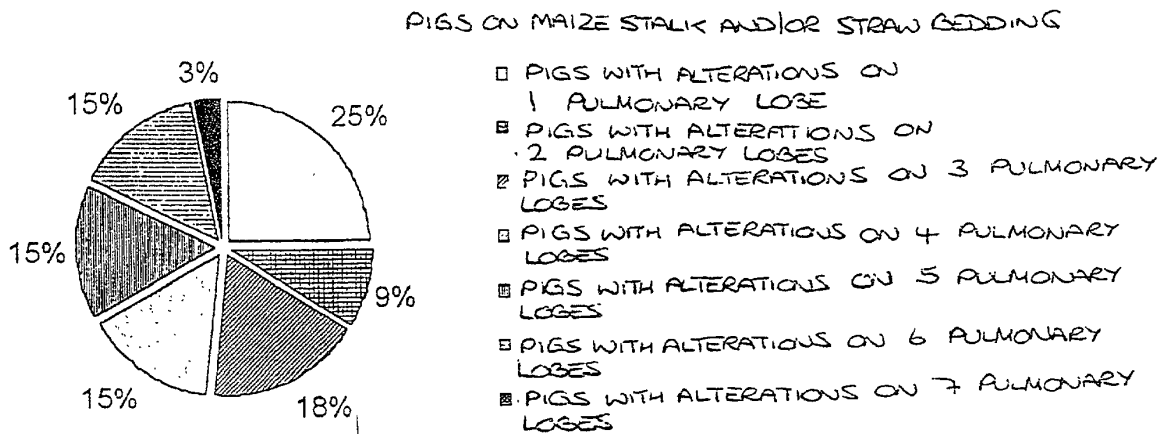 PIGS ON MAIZE STALK AND/OR STRAW BEDDING
3%
15%
25%
15%
9%
15%
18%
PIGS WITH ALTERATIONS ON
1 PULMONARY LOBE
PIGS WITH ALTERATIONS ON
2 PULMONARY LOBES
PIGS WITH ALTERATIONS ON 3 PULMONARY
LOBES
PIGS WITH ALTERATIONS ON 4 PULMONARY
LOBES
PIGS WITH ALTERATIONS ON 5 PULMONARY
LOBES
PIGS WITH ALTERATIONS ON 6 PULMONARY
LOBES
PIGS WITH ALTERATIONS ON 7 PULMONARY
LOBES